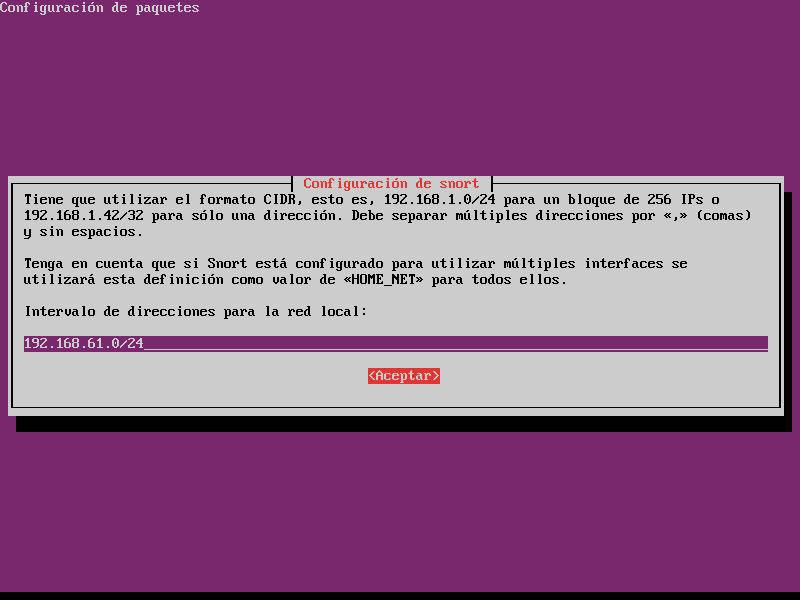 Configuración de paquetes
Configuración de snort
Tiene que utilizar el formato CIDR, esto es, 192.168.1.0/24 para un bloque de 256 IPs o
192.168.1.42/32 para sólo una dirección. Debe separar múltiples direcciones por «,» (comas)
y sin espacios.
Tenga en cuenta que si Snort está configurado para utilizar múltiples interfaces se
utilizará esta definición como valor de «HOME_NET» para todos ellos.
Intervalo de direcciones para la red local:
192.168.61.0/24
<Aceptar>